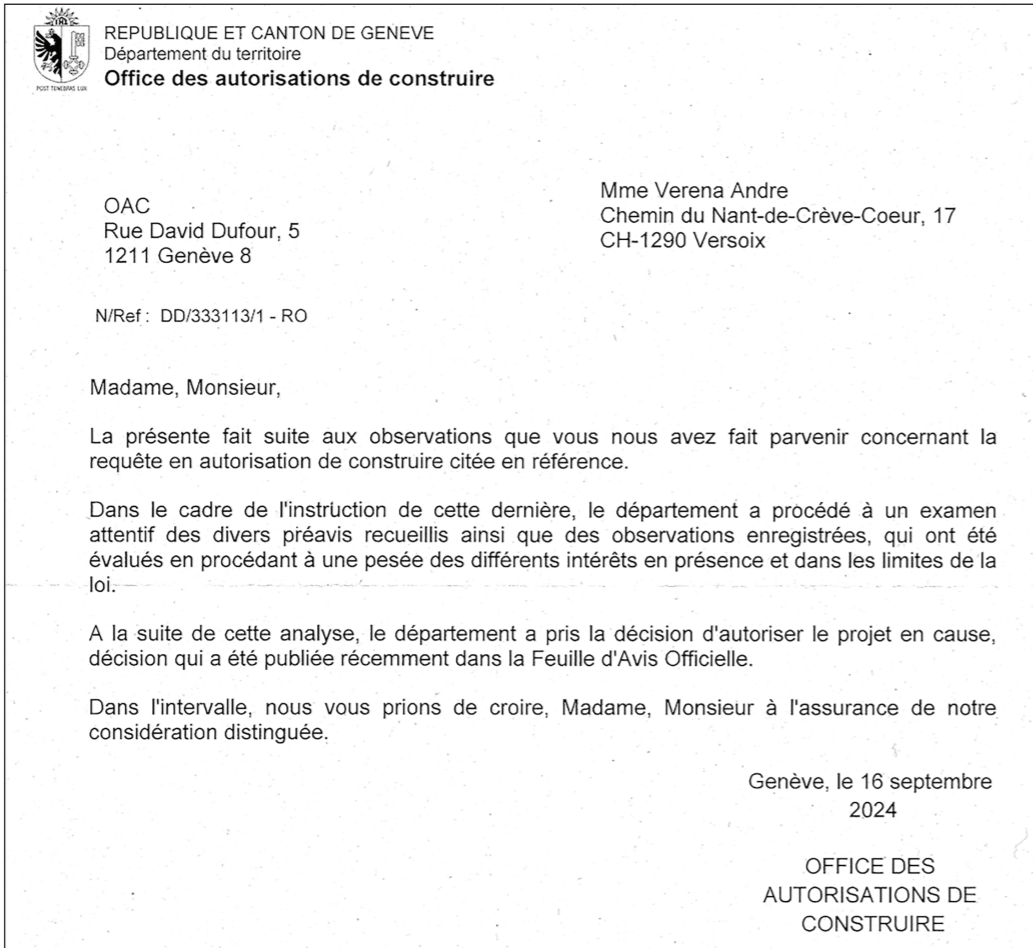 REPUBLIQUE ET CANTON DE GENEVE
Département du territoire
Office des autorisations de construire
POST TENEBRAS LUX
OAC
Rue David Dufour, 5
1211 Genève 8
Mme Verena Andre
Chemin du Nant-de-Crève-Coeur, 17
CH-1290 Versoix
N/Ref : DD/333113/1 - RO
Madame, Monsieur,
La présente fait suite aux observations que vous nous avez fait parvenir concernant la
requête en autorisation de construire citée en référence.
Dans le cadre de l'instruction de cette dernière, le département a procédé à un examen
attentif des divers préavis recueillis ainsi que des observations enregistrées, qui ont été
évalués en procédant à une pesée des différents intérêts en présence et dans les limites de la
loi.
A la suite de cette analyse, le département a pris la décision d'autoriser le projet en cause,
décision qui a été publiée récemment dans la Feuille d'Avis Officielle.
Dans l'intervalle, nous vous prions de croire, Madame, Monsieur à l'assurance de notre
considération distinguée.
Genève, le 16 septembre
2024
OFFICE DES
AUTORISATIONS DE
CONSTRUIRE